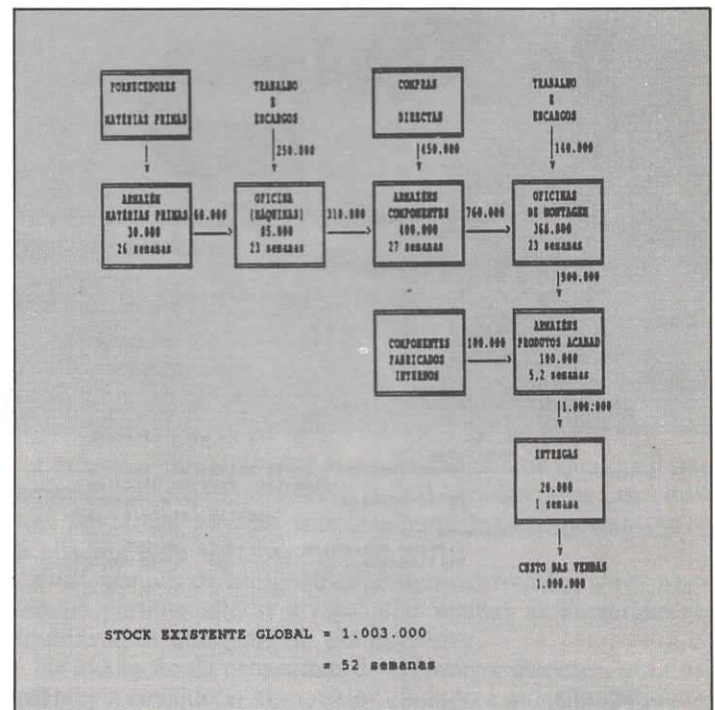 FORNECEDORES
MATÉRIAS PRIMAS
TRABALHO
E
ENCARGOS
COMPRAS
DIRECTAS
TRABALHO
E
ENCARGOS
250.000
450.000
140.000
ARMAZÉM
MATÉRIAS PRIMAS
30.000
26 semanas
60.000
OFICINA
(MÁQUINAS)
85.000
23 semanas
310.000
ARMAZÉNS
COMPONENTES
400.000
27 semanas
760.000
OFICINAS
DE MONTAGEM
368.000
23 semanas
900.000
COMPONENTES
FABRICADOS
INTERNOS
100.000
ARMAZÉNS
PRODUTOS ACABAD
100.000
5,2 semanas
1.000:000
ENTREGAS
20.000
1 semana
CUSTO DAS VENDAS
1.000.000
STOCK EXISTENTE GLOBAL = 1.003.000
= 52 semanas